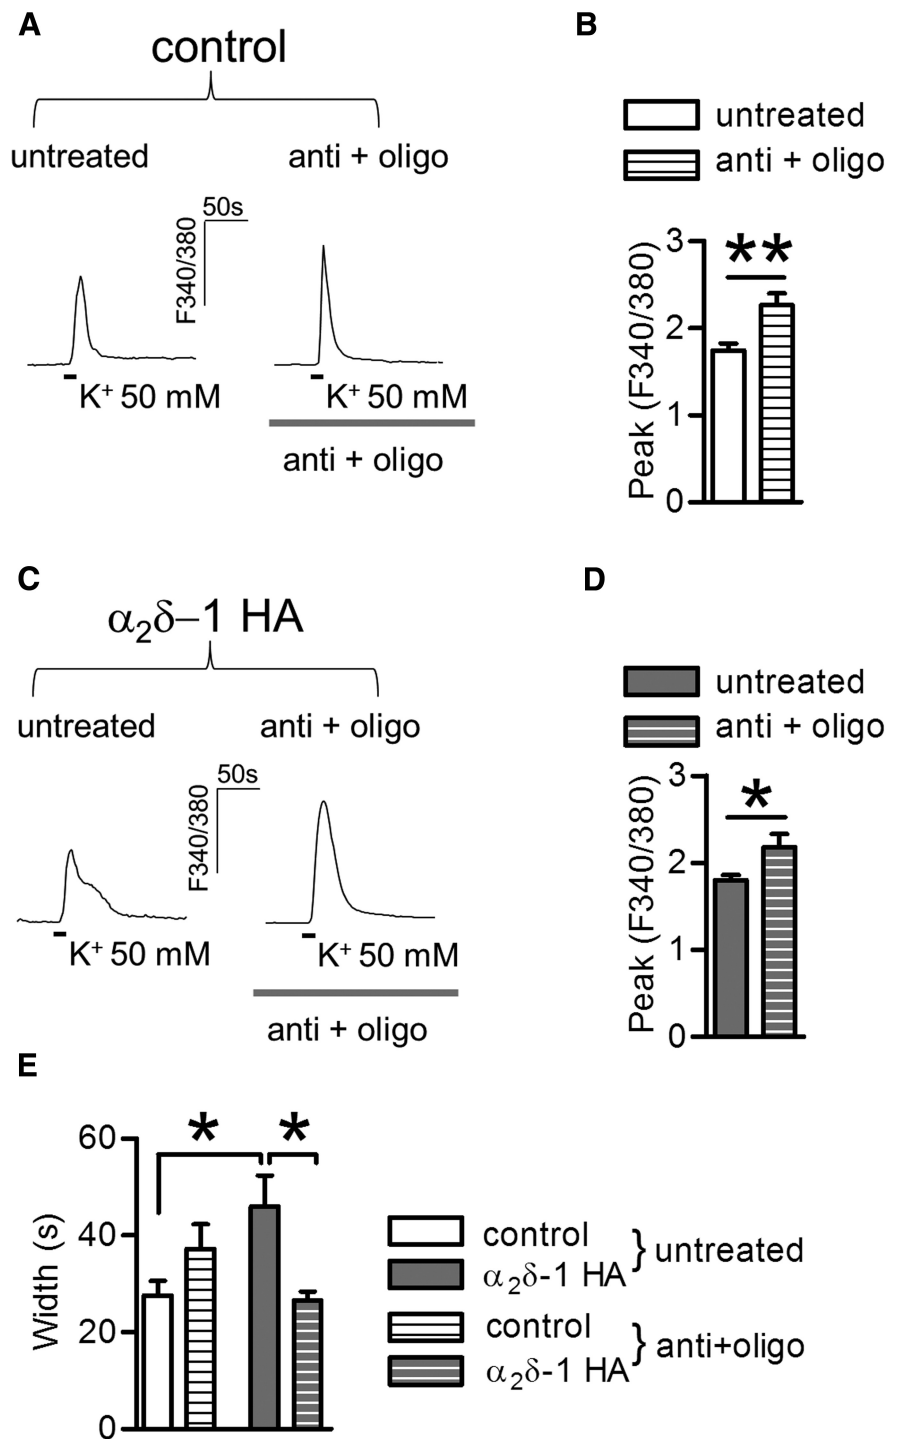 A
control
untreated
anti + oligo
50s
F340/380
K⁺ 50 mM
K⁺ 50 mM
anti + oligo
B
untreated
anti + oligo
**
Peak (F340/380)
3
2
1
0
C
α₂δ–1 HA
untreated
anti + oligo
50s
F340/380
K⁺ 50 mM
K⁺ 50 mM
anti + oligo
D
untreated
anti + oligo
*
Peak (F340/380)
3
2
1
0
E
* *
Width (s)
60
40
20
0
control
α₂δ-1 HA
} untreated
control
α₂δ-1 HA
} anti+oligo